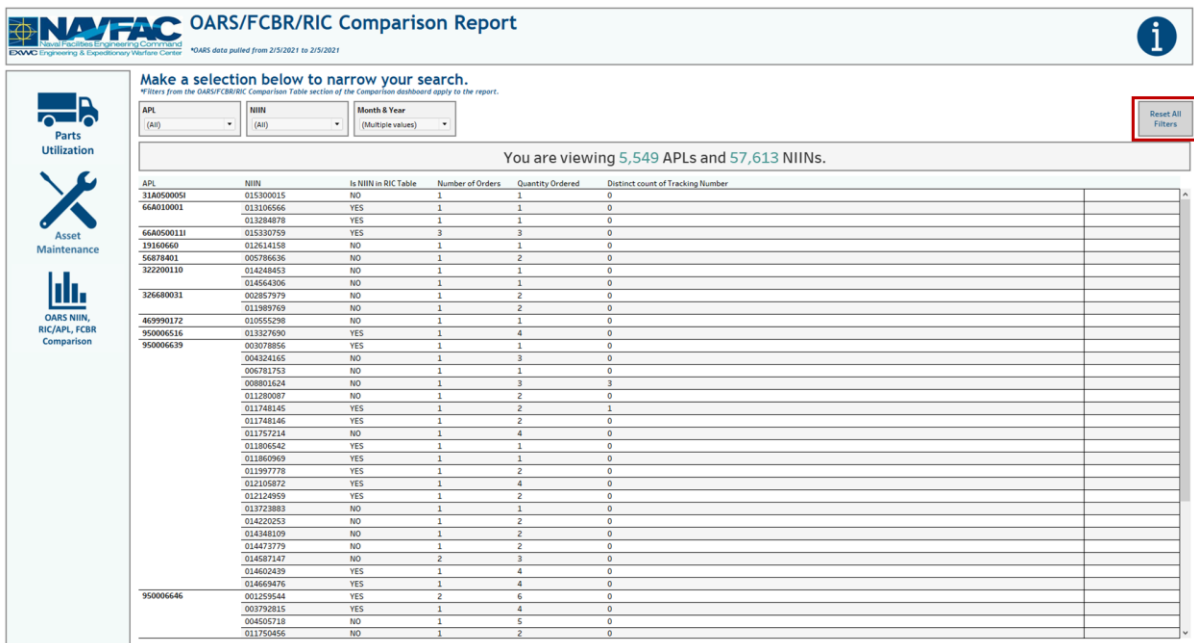 NAVFAC
Naval Facilities Engineering Command
EXWC Engineering & Expeditionary Warfare Center
OARS/FCBR/RIC Comparison Report
*OARS data pulled from 2/5/2021 to 2/5/2021
i
Parts
Utilization
Asset
Maintenance
OARS NIIN,
RIC/APL, FCBR
Comparison
Make a selection below to narrow your search.
*Filters from the OARS/FCBR/RIC Comparison Table section of the Comparison dashboard apply to the report.
APL NIIN Month & Year
(All) (All) (Multiple values)
Reset All
Filters
You are viewing 5,549 APLs and 57,613 NIINs.
APL NIIN Is NIIN in RIC Table Number of Orders Quantity Ordered Distinct count of Tracking Number
31A050005I 015300015 NO 1 1 0
66A010001 013106566 YES 1 1 0
013284878 YES 1 1 0
66A050011I 015330759 YES 3 3 0
19160660 012614158 NO 1 1 0
56878401 005786636 NO 1 2 0
322200110 014248453 NO 1 1 0
014564306 NO 1 1 0
326680031 002857979 NO 1 2 0
011989769 NO 1 2 0
469990172 010555298 NO 1 1 0
950006516 013327690 YES 1 4 0
950006639 003078856 YES 1 1 0
004324165 NO 1 3 0
006781753 NO 1 1 0
008801624 NO 1 3 3
011280087 NO 1 2 0
011748145 YES 1 2 1
011748146 YES 1 2 0
011757214 NO 1 4 0
011806542 YES 1 1 0
011860969 YES 1 1 0
011997778 YES 1 2 0
012105872 YES 1 4 0
012124959 YES 1 2 0
013723883 NO 1 1 0
014220253 NO 1 2 0
014348109 NO 1 2 0
014473779 NO 1 2 0
014587147 NO 2 3 0
014602439 YES 1 4 0
014669476 YES 1 4 0
950006646 001259544 YES 2 6 0
003792815 YES 1 4 0
004505718 NO 1 5 0
011750456 NO 1 2 0